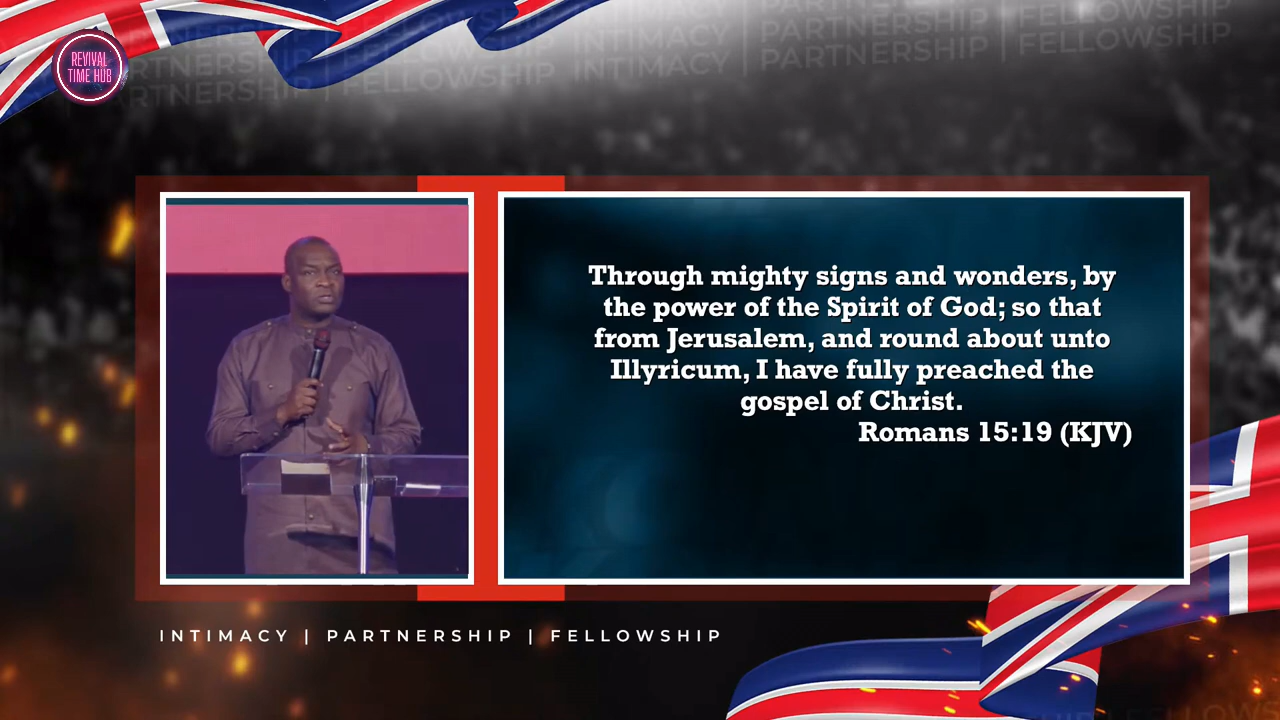 PARTNERSHIP | FELLOWSHIP INTIMACY | PARTNERSHIP | FELLOWSHIP
REVIVAL
TIME HUB
Through mighty signs and wonders, by
the power of the Spirit of God; so that
from Jerusalem, and round about unto
Illyricum, I have fully preached the
gospel of Christ.
Romans 15:19 (KJV)
INTIMACY | PARTNERSHIP | FELLOWSHIP